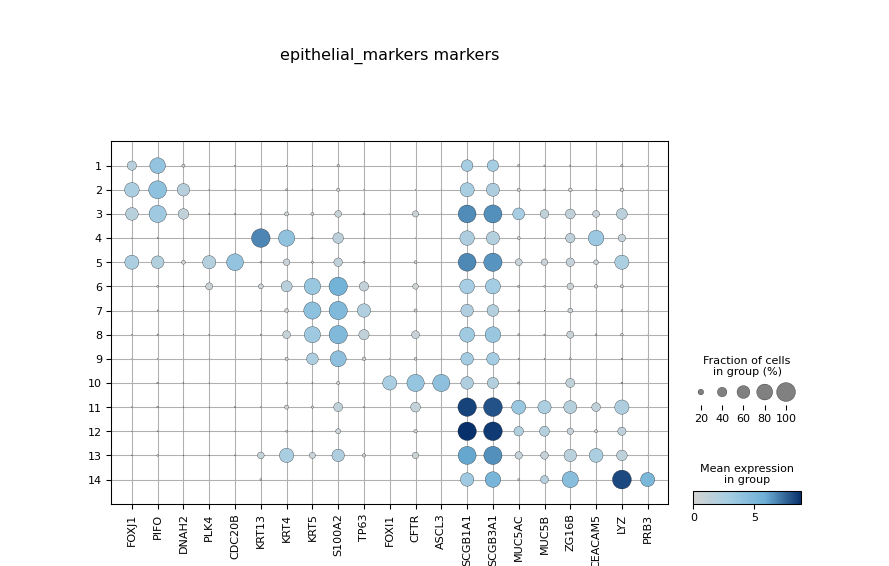 epithelial_markers markers
1
2
3
4
5
6
7
8
9
10
11
12
13
14
FOXJ1 PIFO DNAH2 PLK4 CDC20B KRT13 KRT4 KRT5 S100A2 TP63 FOXI1 CFTR ASCL3 SCGB1A1 SCGB3A1 MUC5AC MUC5B ZG16B CEACAM5 LYZ PRB3
Fraction of cells
in group (%)
20 40 60 80 100
Mean expression
in group
0 5